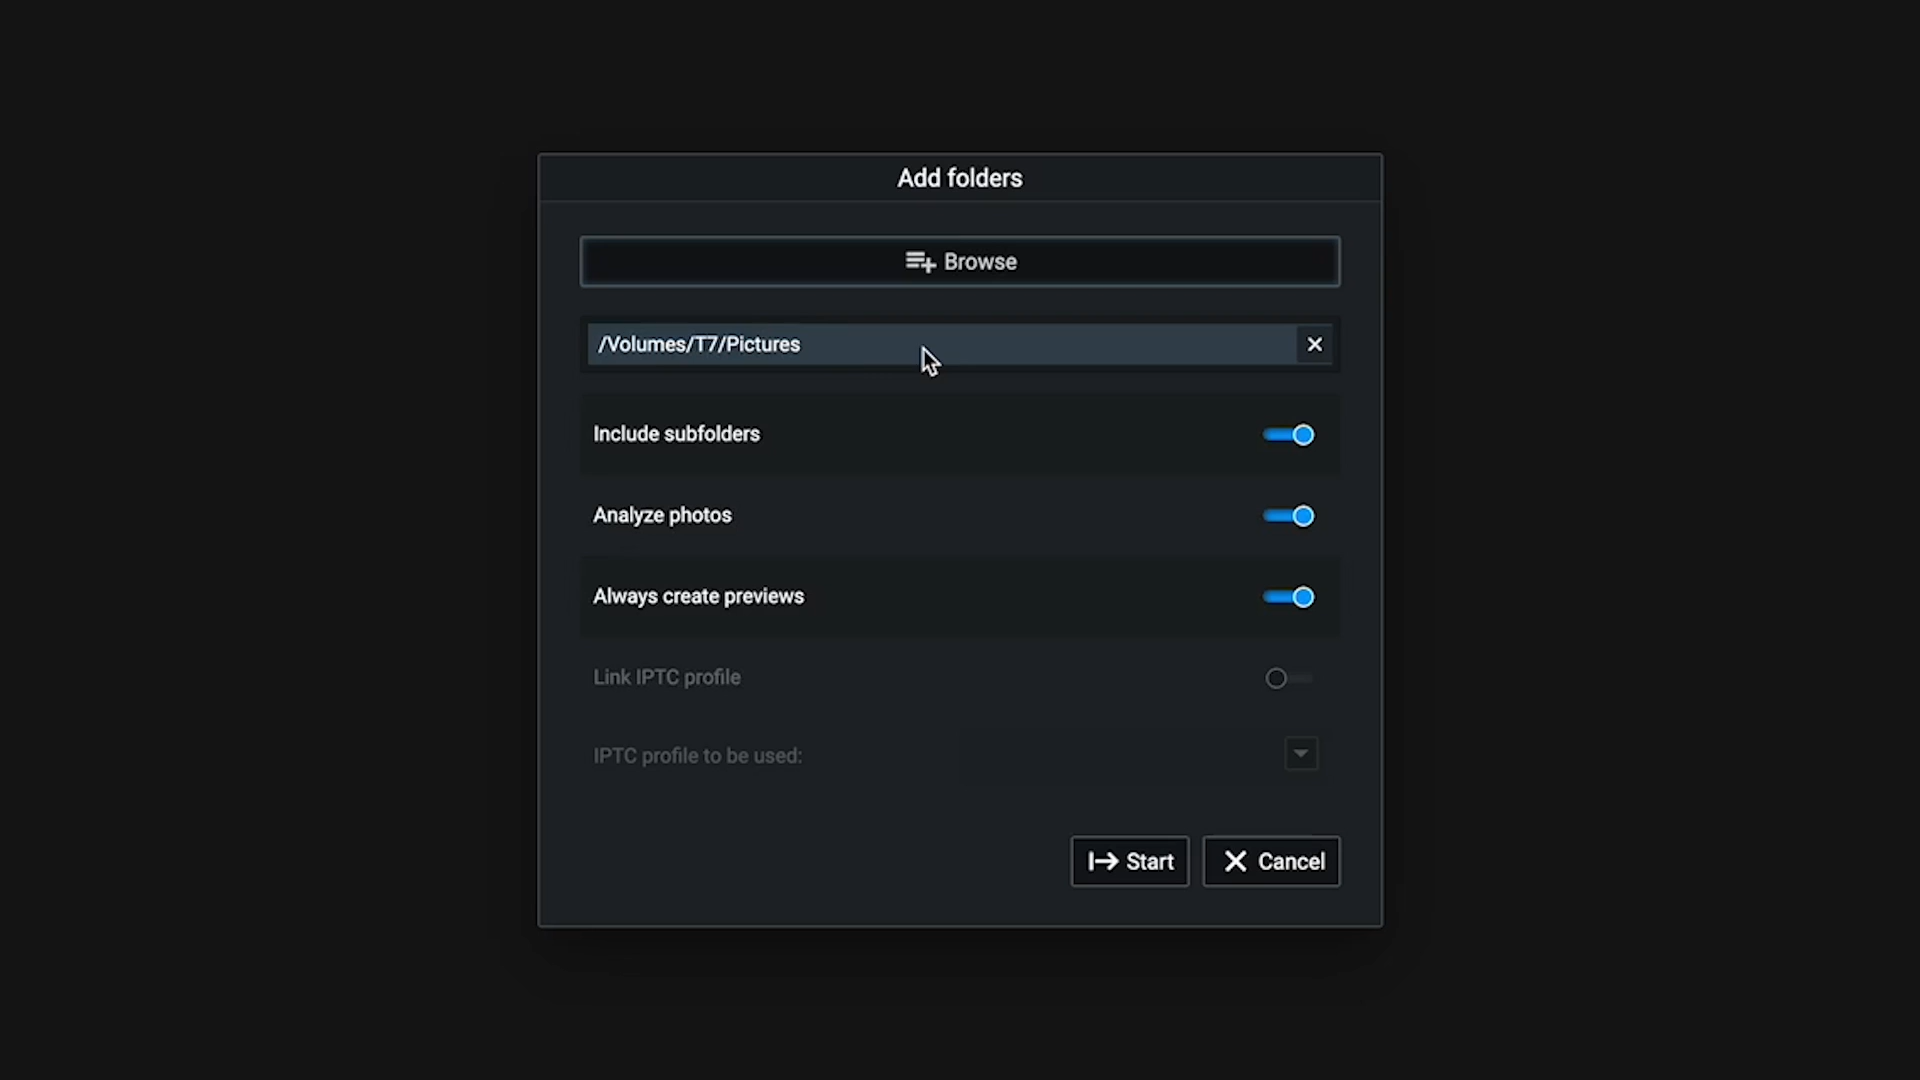 Add folders
Browse
/Volumes/T7/Pictures
Include subfolders
Analyze photos
Always create previews
Link IPTC profile
IPTC profile to be used:
Start Cancel